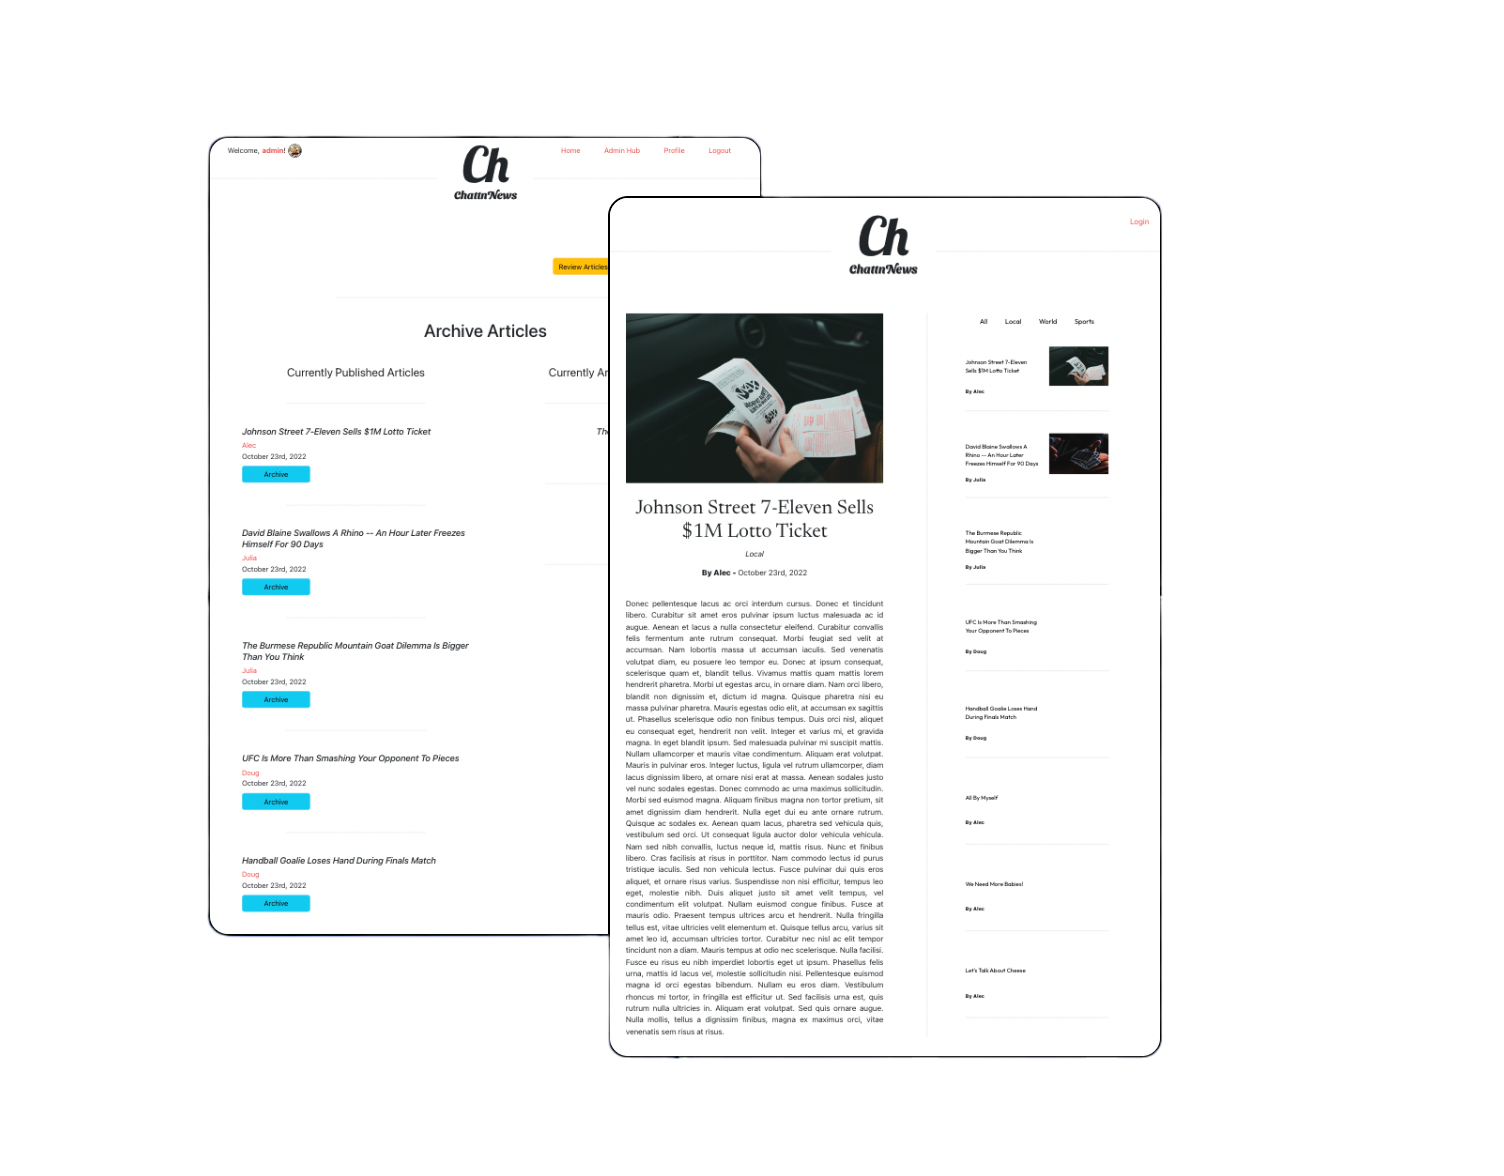 Welcome, admin!
Home Admin Hub Profile Logout
Ch
ChattnNews
Review Articles
Archive Articles
Currently Published Articles
Currently Ar
Johnson Street 7-Eleven Sells $1M Lotto Ticket
Alec
October 23rd, 2022
Archive
The
David Blaine Swallows A Rhino -- An Hour Later Freezes
Himself For 90 Days
Julia
October 23rd, 2022
Archive
The Burmese Republic Mountain Goat Dilemma Is Bigger
Than You Think
Julia
October 23rd, 2022
Archive
UFC Is More Than Smashing Your Opponent To Pieces
Doug
October 23rd, 2022
Archive
Handball Goalie Loses Hand During Finals Match
Doug
October 23rd, 2022
Archive
Login
Ch
ChattnNews
Johnson Street 7-Eleven Sells
$1M Lotto Ticket
Local
By Alec - October 23rd, 2022
Donec pellentesque lacus ac orci interdum cursus. Donec et tincidunt
libero. Curabitur sit amet eros pulvinar ipsum luctus malesuada ac id
augue. Aenean et lacus a nulla consectetur eleifend. Curabitur convallis
felis fermentum ante rutrum consequat. Morbi feugiat sed velit at
accumsan. Nam lobortis massa ut accumsan iaculis. Sed venenatis
volutpat diam, eu posuere leo tempor eu. Donec at ipsum consequat,
scelerisque quam et, blandit tellus. Vivamus mattis quam mattis lorem
hendrerit pharetra. Morbi ut egestas arcu, in ornare diam. Nam orci libero,
blandit non dignissim et, dictum id magna. Quisque pharetra nisi eu
massa pulvinar pharetra. Mauris egestas odio elit, at accumsan ex sagittis
ut. Phasellus scelerisque odio non finibus tempus. Duis orci nisl, aliquet
eu consequat eget, hendrerit non velit. Integer et varius mi, et gravida
magna. In eget blandit ipsum. Sed malesuada pulvinar mi suscipit mattis.
Nullam ullamcorper et mauris vitae condimentum. Aliquam erat volutpat.
Mauris in pulvinar eros. Integer luctus, ligula vel rutrum ullamcorper, diam
lacus dignissim libero, at ornare nisi erat at massa. Aenean sodales justo
vel nunc sodales egestas. Donec commodo ac urna maximus sollicitudin.
Morbi sed euismod magna. Aliquam finibus magna non tortor pretium, sit
amet dignissim diam hendrerit. Nulla eget dui eu ante ornare rutrum.
Quisque ac sodales ex. Aenean quam lacus, pharetra sed vehicula quis,
vestibulum sed orci. Ut consequat ligula auctor dolor vehicula vehicula.
Nam sed nibh convallis, luctus neque id, mattis risus. Nunc et finibus
libero. Cras facilisis at risus in porttitor. Nam commodo lectus id purus
tristique iaculis. Sed non vehicula lectus. Fusce pulvinar dui quis eros
aliquet, et ornare risus varius. Suspendisse non nisi efficitur, tempus leo
eget, molestie nibh. Duis aliquet justo sit amet velit tempus, vel
condimentum elit volutpat. Nullam euismod congue finibus. Fusce at
mauris odio. Praesent tempus ultrices arcu et hendrerit. Nulla fringilla
tellus est, vitae ultricies velit elementum et. Quisque tellus arcu, varius sit
amet leo id, accumsan ultricies tortor. Curabitur nec nisl ac elit tempor
tincidunt non a diam. Mauris tempus at odio nec scelerisque. Nulla facilisi.
Fusce eu risus eu nibh imperdiet lobortis eget ut ipsum. Phasellus felis
urna, mattis id lacus vel, molestie sollicitudin nisi. Pellentesque euismod
magna id orci egestas bibendum. Nullam eu eros diam. Vestibulum
rhoncus mi tortor, in fringilla est efficitur ut. Sed facilisis urna est, quis
rutrum nulla ultricies in. Aliquam erat volutpat. Sed quis ornare augue.
Nulla mollis, tellus a dignissim finibus, magna ex maximus orci, vitae
venenatis sem risus at risus.
All Local World Sports
Johnson Street 7-Eleven
Sells $1M Lotto Ticket
By Alec
David Blaine Swallows A
Rhino -- An Hour Later
Freezes Himself For 90 Days
By Julia
The Burmese Republic
Mountain Goat Dilemma Is
Bigger Than You Think
By Julia
UFC Is More Than Smashing
Your Opponent To Pieces
By Doug
Handball Goalie Loses Hand
During Finals Match
By Doug
All By Myself
By Alec
We Need More Babies!
By Alec
Let's Talk About Cheese
By Alec